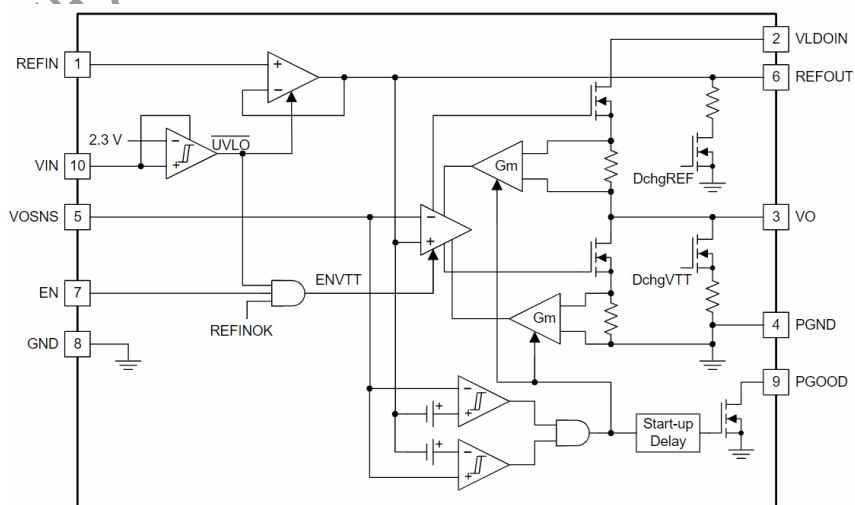 2 VLDOIN
REFIN 1
6 REFOUT
2.3 V
UVLO
VIN 10
Gm
DchgREF
VOSNS 5
3 VO
EN 7
ENVTT
DchgVTT
REFINOK
Gm
4 PGND
GND 8
9 PGOOD
+
-
+
-
-
+
-
+
-
+
+
-
+
Start-up
Delay